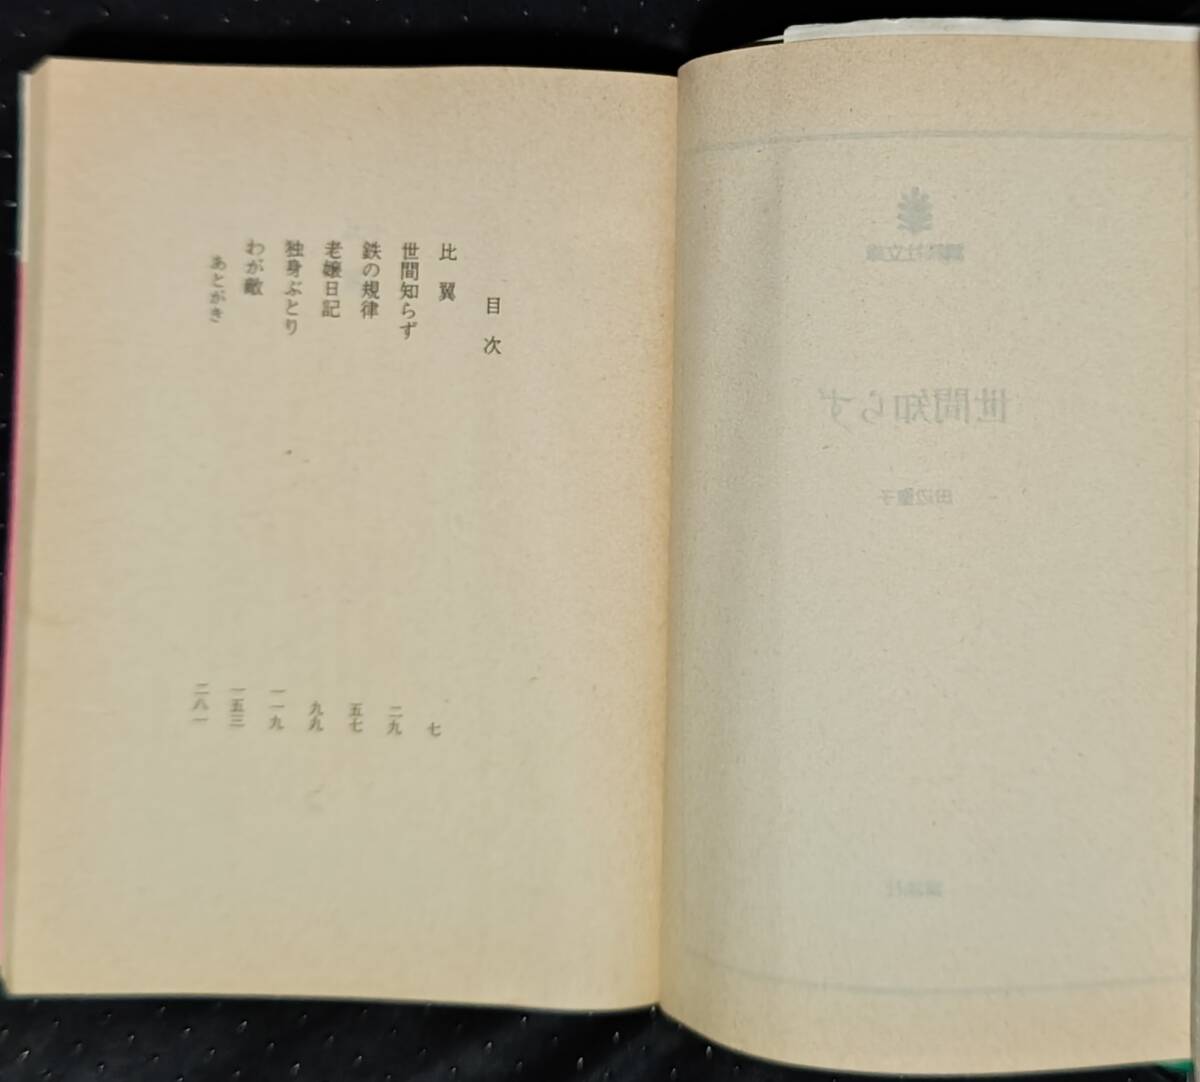 講談社文庫
世間知らず
田辺聖子
講談社
目次
比翼 七
世間知らず 二九
鉄の規律 五七
老嬢日記 九九
独身ぶとり 一一九
わが敵 一五三
あとがき 二八一